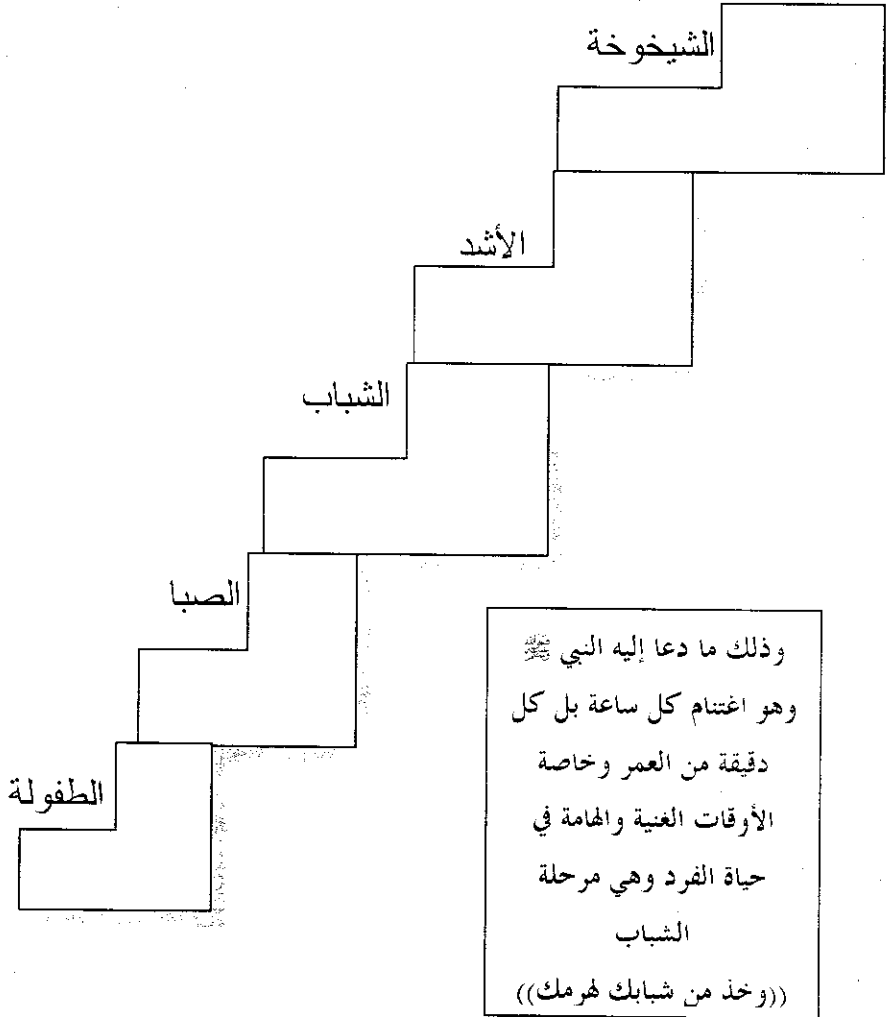 الشيخوخة
الأشد
الشباب
الصبا
الطفولة
وذلك ما دعا إليه النبي ﷺ
وهو اغتنام كل ساعة بل كل
دقيقة من العمر وخاصة
الأوقات الغنية والهامة في
حياة الفرد وهي مرحلة
الشباب
((وخذ من شبابك لهرمك))